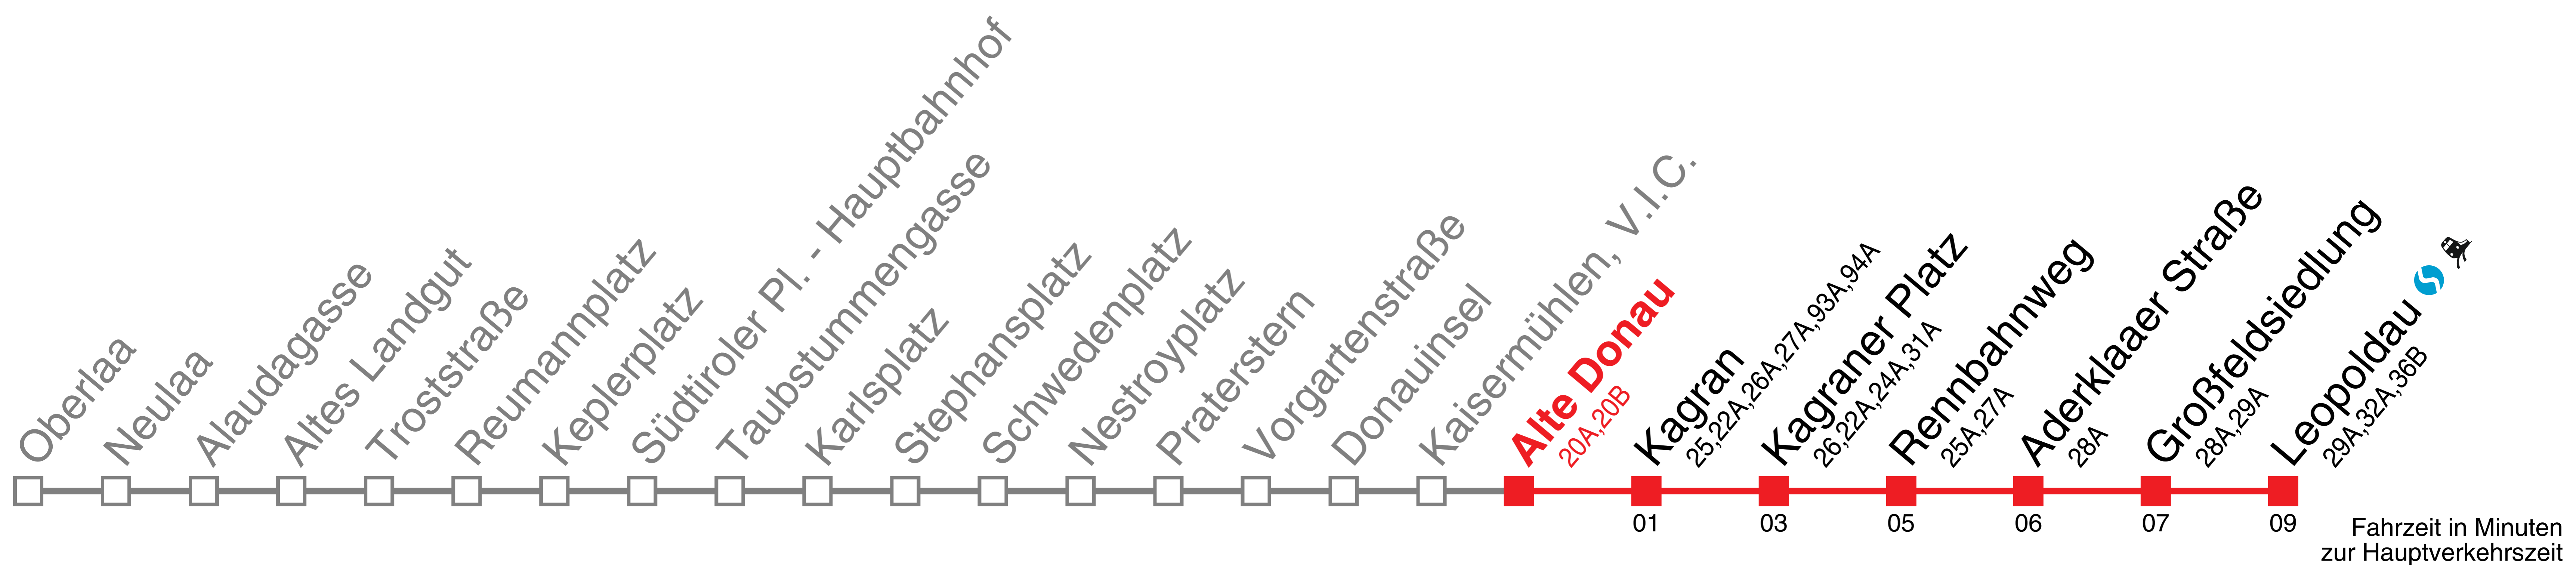 Oberlaa
Neulaa
Alaudagasse
Altes Landgut
Troststraße
Reumannplatz
Keplerplatz
Südtiroler Pl. - Hauptbahnhof
Taubstummengasse
Karlsplatz
Stephansplatz
Schwedenplatz
Nestroyplatz
Praterstern
Vorgartenstraße
Donauinsel
Kaisermühlen, V.I.C.
Alte Donau
20A,20B
Kagran
25,22A,26A,27A,93A,94A
01
Kagraner Platz
26,22A,24A,31A
03
Rennbahnweg
25A,27A
05
Aderklaaer Straße
28A
06
Großfeldsiedlung
28A,29A
07
Leopoldau
29A,32A,36B
09
Fahrzeit in Minuten
zur Hauptverkehrszeit